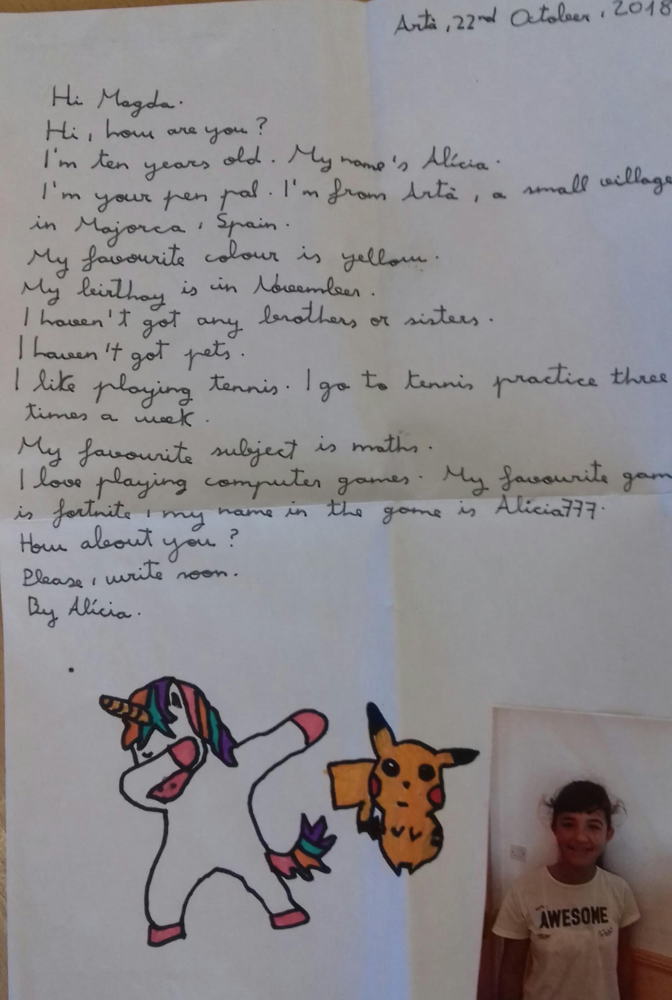 Artà, 22nd October, 2018
Hi Magda.
Hi, how are you?
I'm ten years old. My name's Alícia.
I'm your pen pal. I'm from Artà, a small village
in Majorca, Spain.
My favourite colour is yellow.
My birthay is in November.
I haven't got any brothers or sisters.
I haven't got pets.
I like playing tennis. I go to tennis practice three
times a week.
My favourite subject is maths.
I love playing computer games. My favourite gam
is fortnite, my name in the game is Alicia777.
How about you?
Please, write soon.
By Alícia.
AWESOME